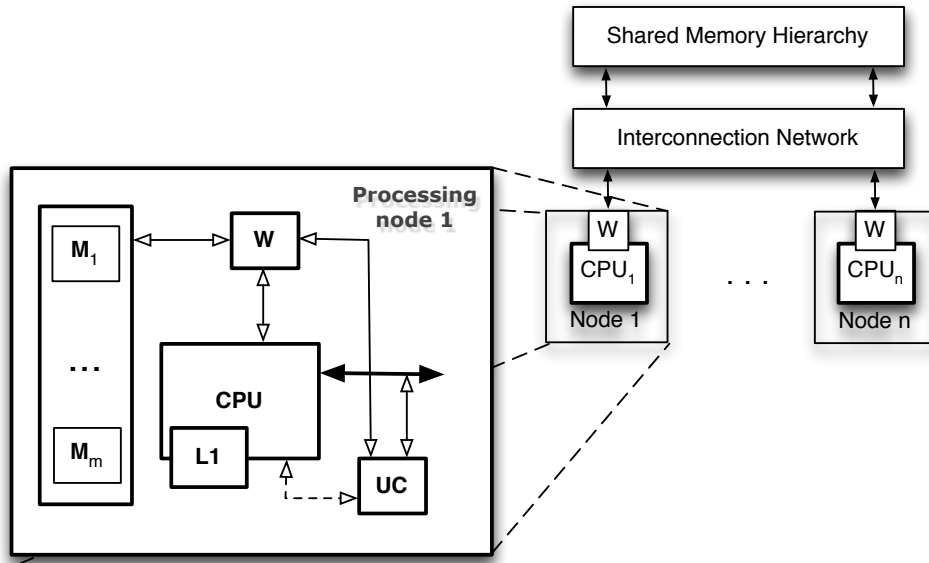 Shared Memory Hierarchy
Interconnection Network
Processing
node 1
W
CPU₁
Node 1
. . .
W
CPUₙ
Node n
M₁
...
Mₘ
W
CPU
L1
UC